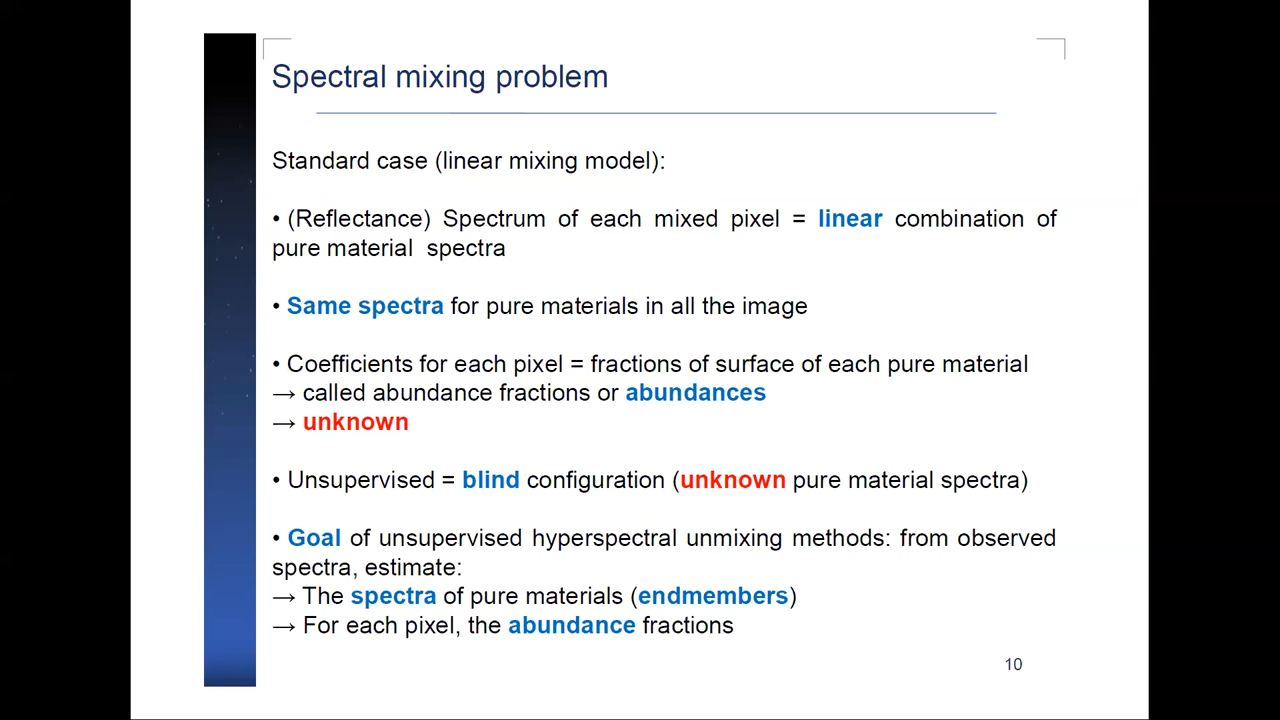 Spectral mixing problem
Standard case (linear mixing model):
• (Reflectance) Spectrum of each mixed pixel = linear combination of
pure material spectra
• Same spectra for pure materials in all the image
• Coefficients for each pixel = fractions of surface of each pure material
→ called abundance fractions or abundances
→ unknown
• Unsupervised = blind configuration (unknown pure material spectra)
• Goal of unsupervised hyperspectral unmixing methods: from observed
spectra, estimate:
→ The spectra of pure materials (endmembers)
→ For each pixel, the abundance fractions
10